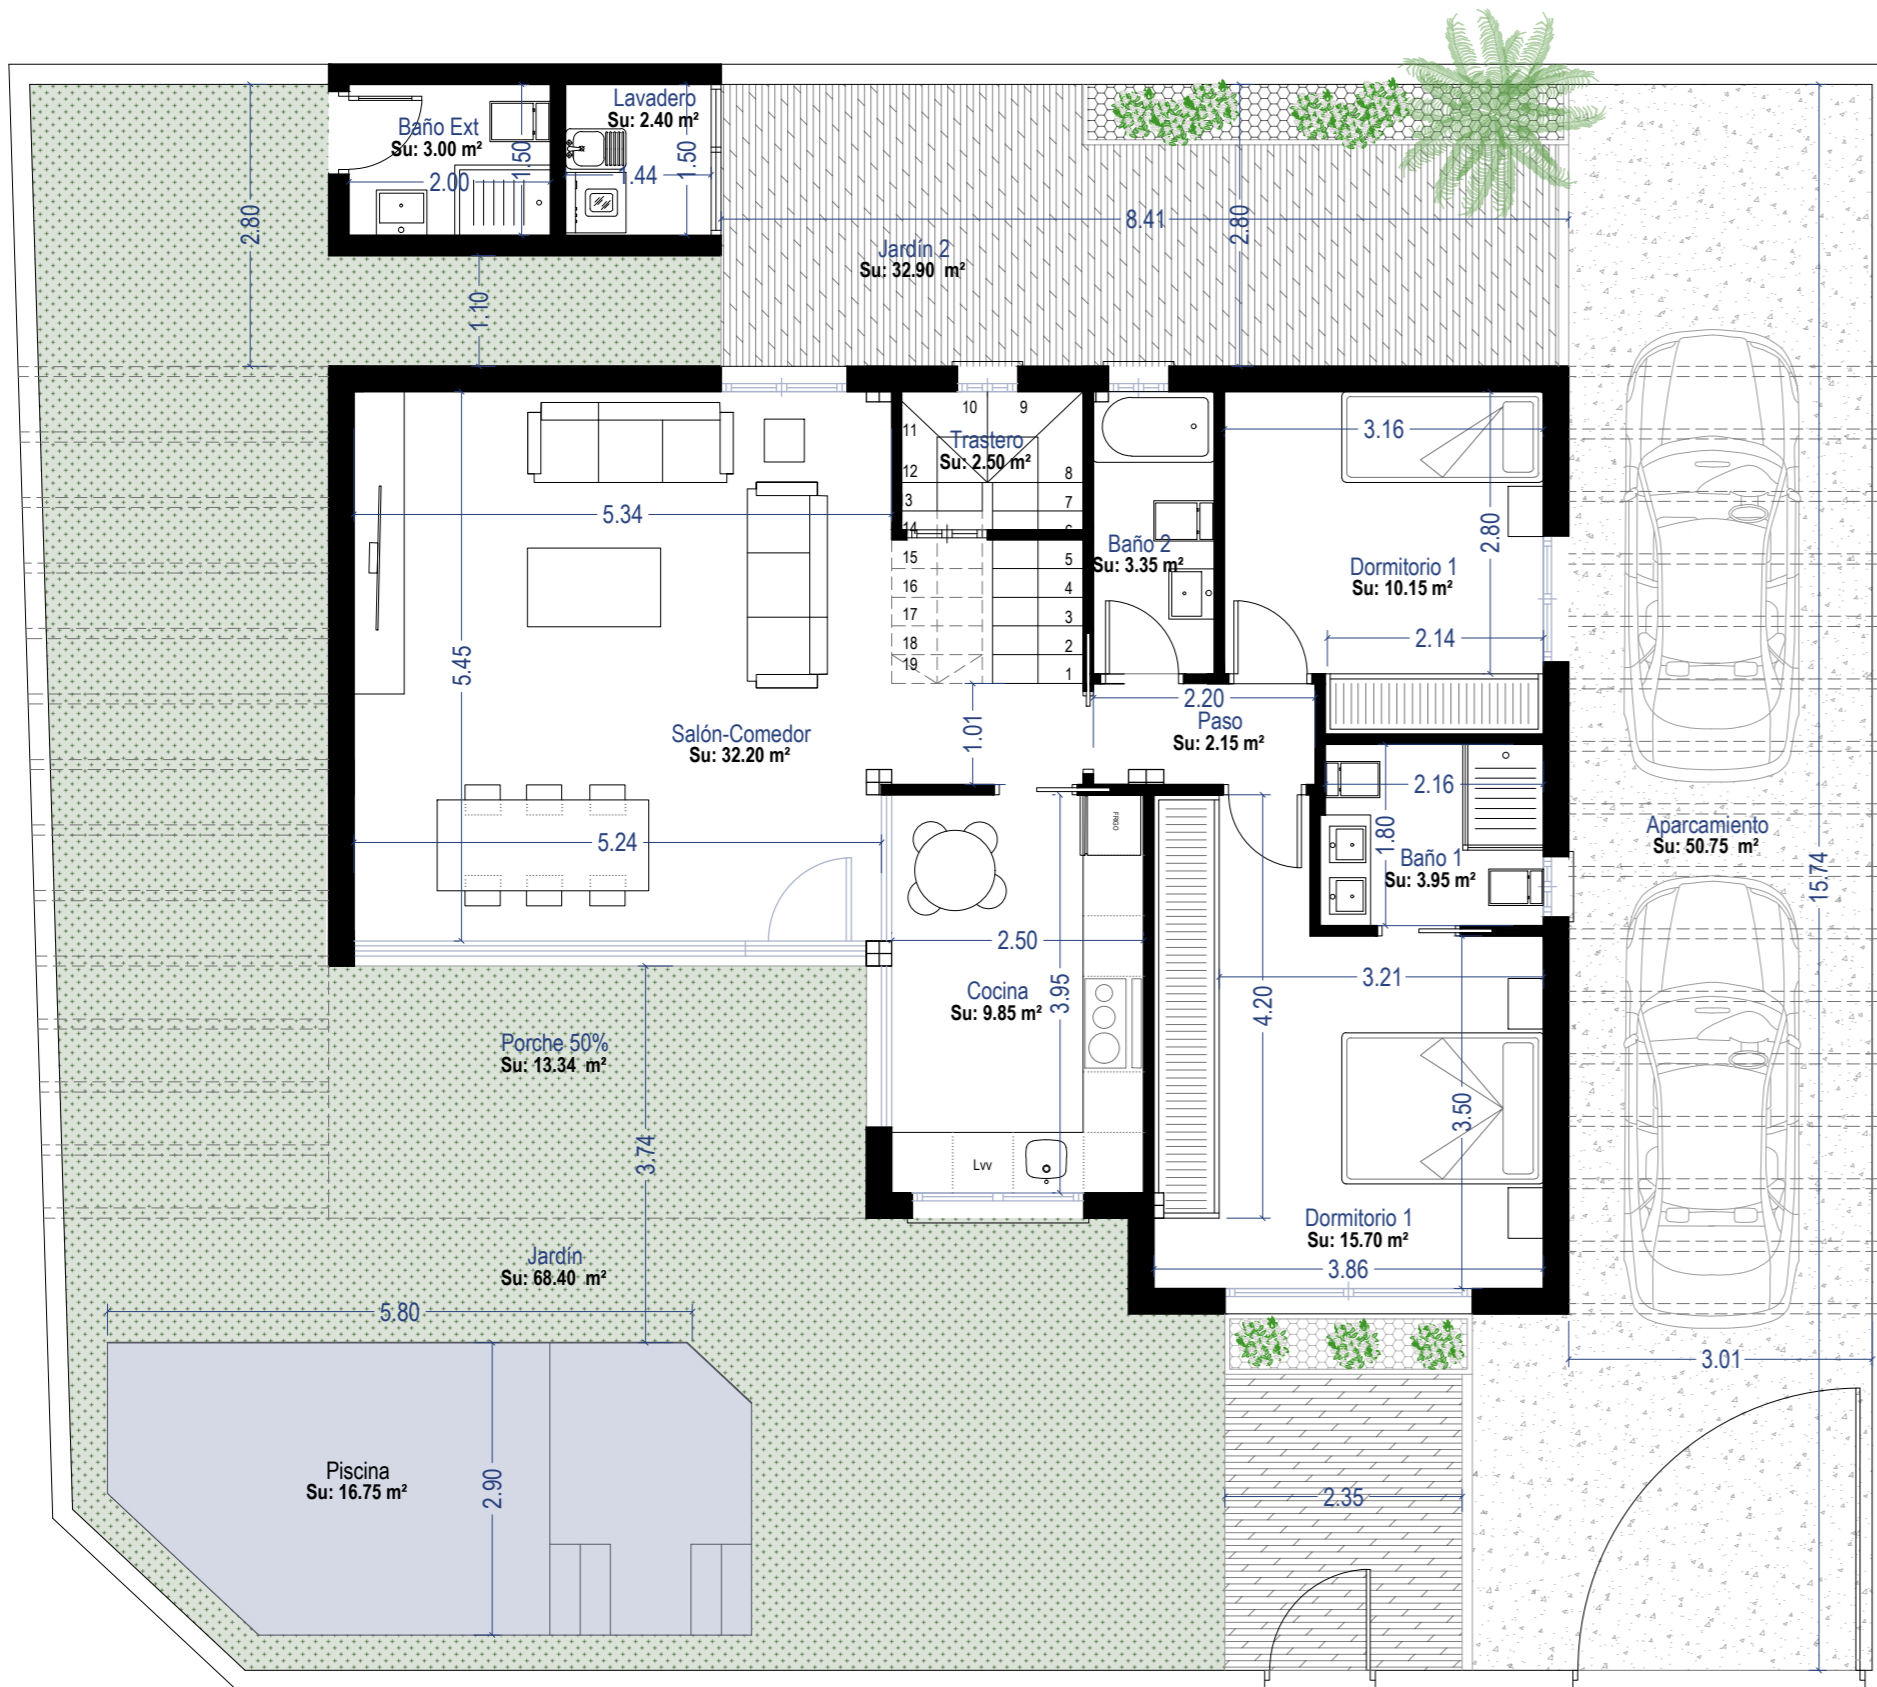 Baño Ext
Su: 3.00 m²
2.00
1.50
Lavadero
Su: 2.40 m²
1.44
1.50
2.80
1.10
8.41
2.80
Jardín 2
Su: 32.90 m²
10
9
11
Trastero
Su: 2.50 m²
12
8
3
7
14
15
5
16
4
17
3
18
2
19
1
5.34
5.45
Salón-Comedor
Su: 32.20 m²
1.01
5.24
Baño 2
Su: 3.35 m²
3.16
2.80
Dormitorio 1
Su: 10.15 m²
2.14
2.20
Paso
Su: 2.15 m²
2.16
1.80
Baño 1
Su: 3.95 m²
Aparcamiento
Su: 50.75 m²
15.74
FRIGO
2.50
Cocina
Su: 9.85 m²
3.95
Lvv
4.20
3.21
3.50
Dormitorio 1
Su: 15.70 m²
3.86
Porche 50%
Su: 13.34 m²
3.74
Jardín
Su: 68.40 m²
5.80
Piscina
Su: 16.75 m²
2.90
2.35
3.01